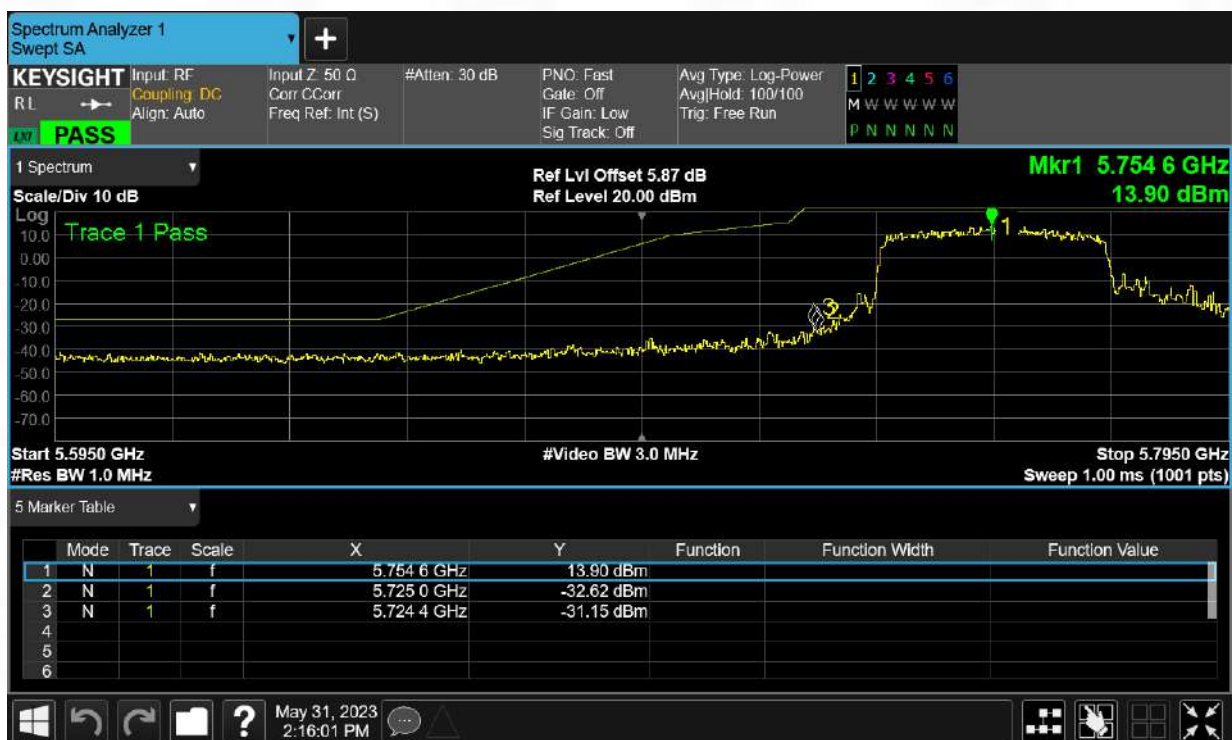 Spectrum Analyzer 1
Swept SA
+
KEYSIGHT Input: RF Input Z: 50 Ω #Atten: 30 dB PNO: Fast Avg Type: Log-Power 1 2 3 4 5 6
RL Coupling: DC Corr CCorr Gate: Off Avg|Hold: 100/100 M W W W W W
Align: Auto Freq Ref: Int (S) IF Gain: Low Trig: Free Run
LXI PASS Sig Track: Off P N N N N N
1 Spectrum Ref Lvl Offset 5.87 dB Mkr1 5.754 6 GHz
Scale/Div 10 dB Ref Level 20.00 dBm 13.90 dBm
Log
10.0 Trace 1 Pass 1
0.00
-10.0
-20.0
-30.0
-40.0
-50.0
-60.0
-70.0
Start 5.5950 GHz #Video BW 3.0 MHz Stop 5.7950 GHz
#Res BW 1.0 MHz Sweep 1.00 ms (1001 pts)
5 Marker Table
Mode Trace Scale X Y Function Function Width Function Value
1 N 1 f 5.754 6 GHz 13.90 dBm
2 N 1 f 5.725 0 GHz -32.62 dBm
3 N 1 f 5.724 4 GHz -31.15 dBm
4
5
6
? May 31, 2023
2:16:01 PM